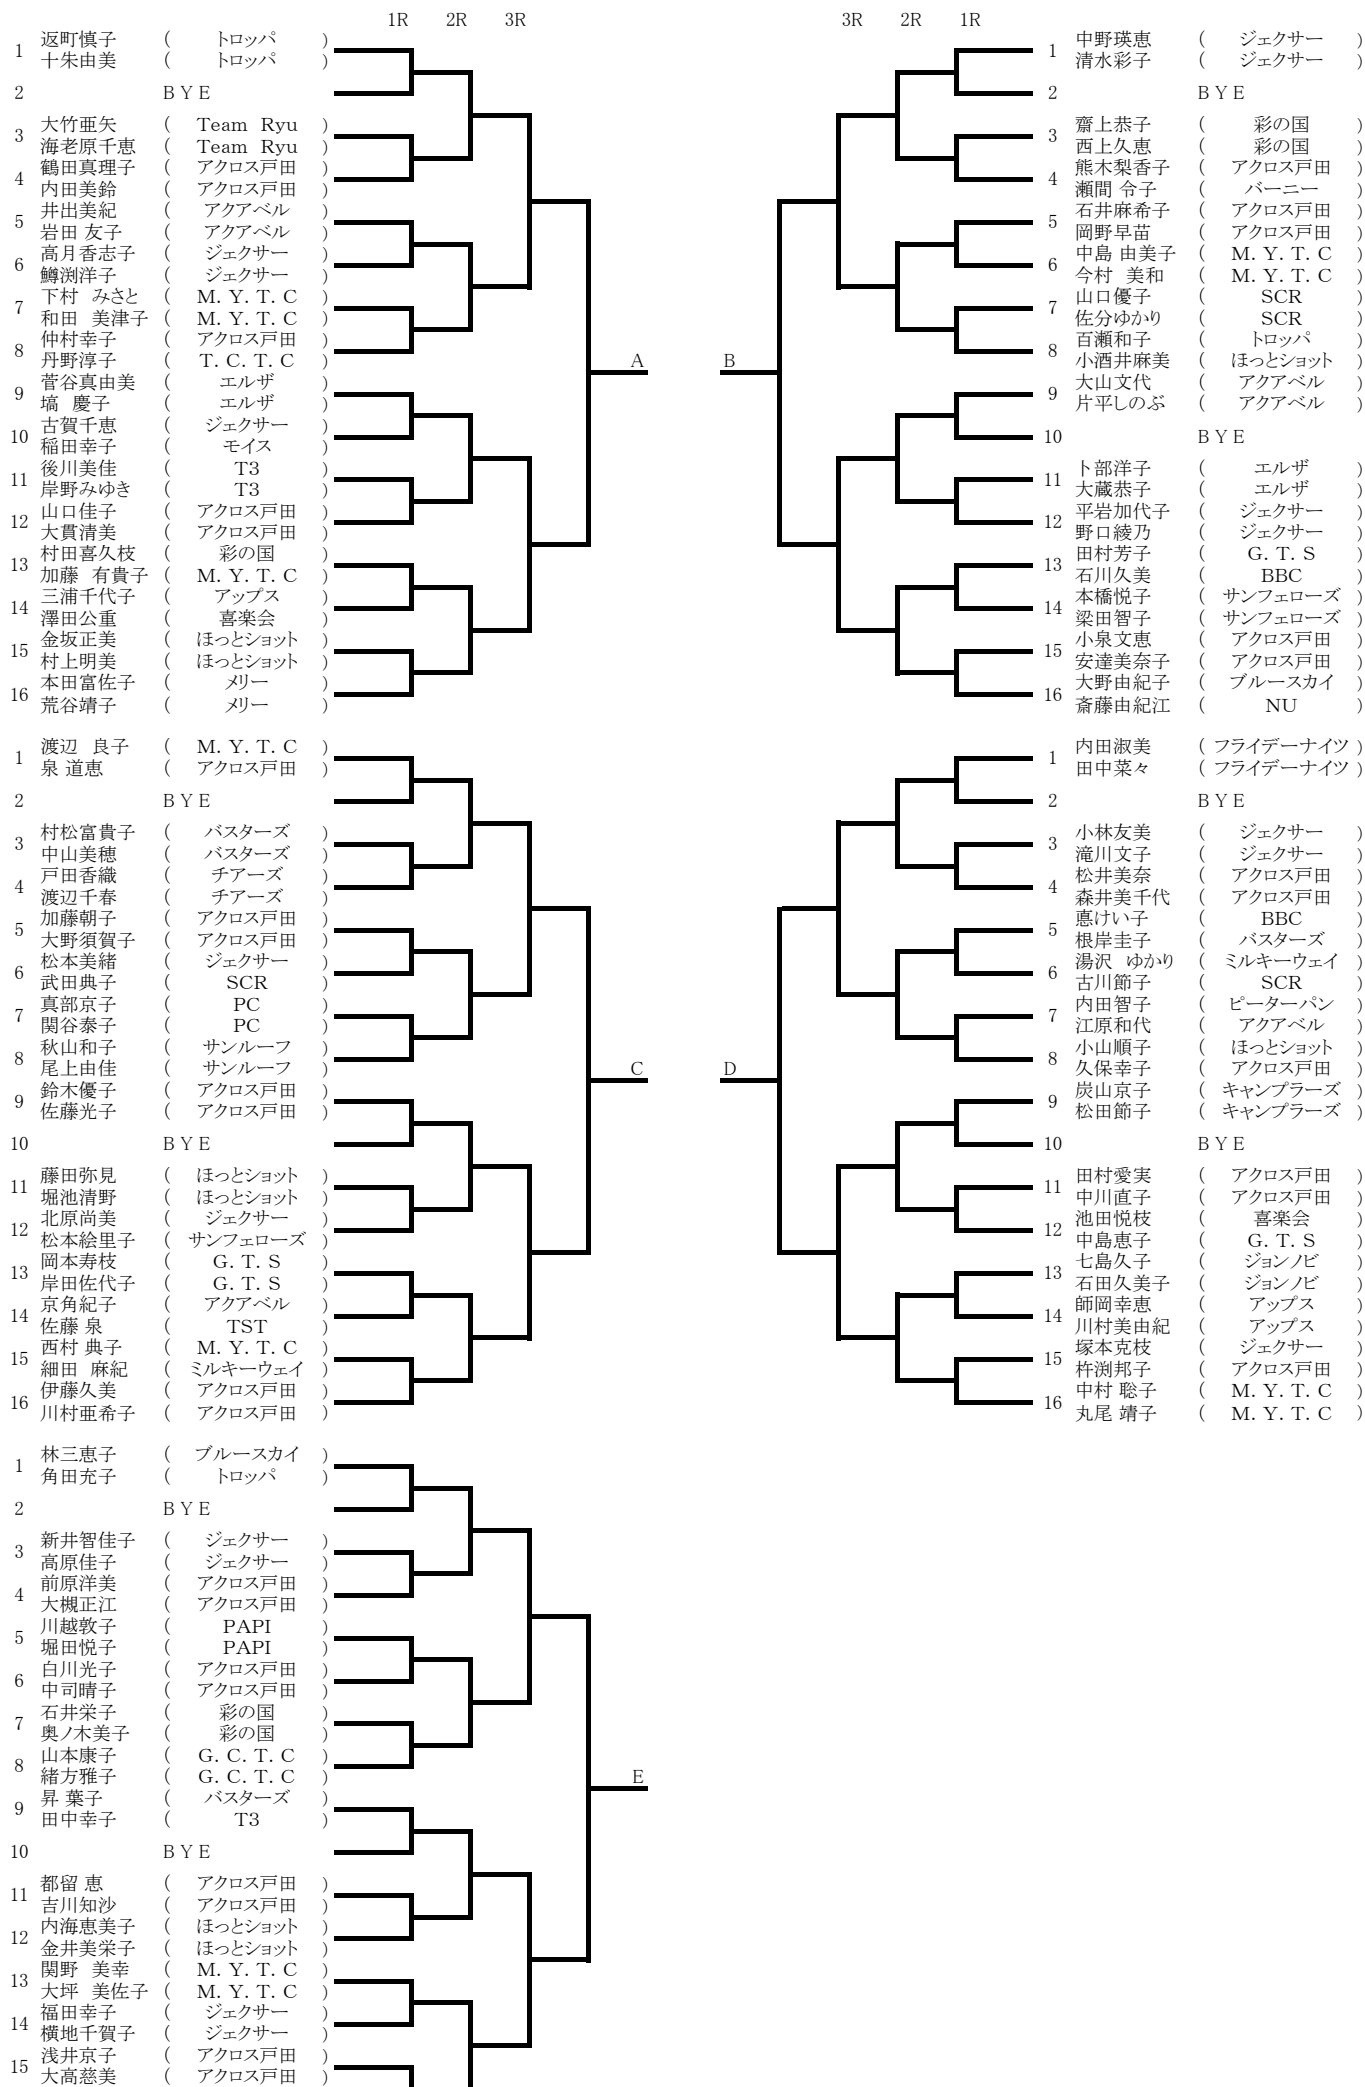 1R 2R 3R
3R 2R 1R
1 返町慎子 ( トロッパ )
十朱由美 ( トロッパ )
2 BYE
3 大竹亜矢 ( Team Ryu )
海老原千恵 ( Team Ryu )
4 鶴田真理子 ( アクロス戸田 )
内田美鈴 ( アクロス戸田 )
5 井出美紀 ( アクアベル )
岩田 友子 ( アクアベル )
6 高月香志子 ( ジェクサー )
鱒渕洋子 ( ジェクサー )
7 下村 みさと ( M. Y. T. C )
和田 美津子 ( M. Y. T. C )
8 仲村幸子 ( アクロス戸田 )
丹野淳子 ( T. C. T. C )
9 菅谷真由美 ( エルザ )
塙 慶子 ( エルザ )
10 古賀千恵 ( ジェクサー )
稲田幸子 ( モイス )
11 後川美佳 ( T3 )
岸野みゆき ( T3 )
12 山口佳子 ( アクロス戸田 )
大貫清美 ( アクロス戸田 )
13 村田喜久枝 ( 彩の国 )
加藤 有貴子 ( M. Y. T. C )
14 三浦千代子 ( アップス )
澤田公重 ( 喜楽会 )
15 金坂正美 ( ほっとショット )
村上明美 ( ほっとショット )
16 本田富佐子 ( メリー )
荒谷靖子 ( メリー )
A
B
1 中野瑛恵 ( ジェクサー )
清水彩子 ( ジェクサー )
2 BYE
3 齋上恭子 ( 彩の国 )
西上久恵 ( 彩の国 )
4 熊木梨香子 ( アクロス戸田 )
瀬間 令子 ( バーニー )
5 石井麻希子 ( アクロス戸田 )
岡野早苗 ( アクロス戸田 )
6 中島 由美子 ( M. Y. T. C )
今村 美和 ( M. Y. T. C )
7 山口優子 ( SCR )
佐分ゆかり ( SCR )
8 百瀬和子 ( トロッパ )
小酒井麻美 ( ほっとショット )
9 大山文代 ( アクアベル )
片平しのぶ ( アクアベル )
10 BYE
11 卜部洋子 ( エルザ )
大蔵恭子 ( エルザ )
12 平岩加代子 ( ジェクサー )
野口綾乃 ( ジェクサー )
13 田村芳子 ( G. T. S )
石川久美 ( BBC )
14 本橋悦子 ( サンフェローズ )
梁田智子 ( サンフェローズ )
15 小泉文恵 ( アクロス戸田 )
安達美奈子 ( アクロス戸田 )
16 大野由紀子 ( ブルースカイ )
斎藤由紀江 ( NU )
1 渡辺 良子 ( M. Y. T. C )
泉 道恵 ( アクロス戸田 )
2 BYE
3 村松富貴子 ( バスターズ )
中山美穂 ( バスターズ )
4 戸田香織 ( チアーズ )
渡辺千春 ( チアーズ )
5 加藤朝子 ( アクロス戸田 )
大野須賀子 ( アクロス戸田 )
6 松本美緒 ( ジェクサー )
武田典子 ( SCR )
7 真部京子 ( PC )
関谷泰子 ( PC )
8 秋山和子 ( サンルーフ )
尾上由佳 ( サンルーフ )
9 鈴木優子 ( アクロス戸田 )
佐藤光子 ( アクロス戸田 )
10 BYE
11 藤田弥見 ( ほっとショット )
堀池清野 ( ほっとショット )
12 北原尚美 ( ジェクサー )
松本絵里子 ( サンフェローズ )
13 岡本寿枝 ( G. T. S )
岸田佐代子 ( G. T. S )
14 京角紀子 ( アクアベル )
佐藤 泉 ( TST )
15 西村 典子 ( M. Y. T. C )
細田 麻紀 ( ミルキーウェイ )
16 伊藤久美 ( アクロス戸田 )
川村亜希子 ( アクロス戸田 )
C
D
1 内田淑美 ( フライデーナイツ )
田中菜々 ( フライデーナイツ )
2 BYE
3 小林友美 ( ジェクサー )
滝川文子 ( ジェクサー )
4 松井美奈 ( アクロス戸田 )
森井美千代 ( アクロス戸田 )
5 悳けい子 ( BBC )
根岸圭子 ( バスターズ )
6 湯沢 ゆかり ( ミルキーウェイ )
古川節子 ( SCR )
7 内田智子 ( ピーターパン )
江原和代 ( アクアベル )
8 小山順子 ( ほっとショット )
久保幸子 ( アクロス戸田 )
9 炭山京子 ( キャンプラーズ )
松田節子 ( キャンプラーズ )
10 BYE
11 田村愛実 ( アクロス戸田 )
中川直子 ( アクロス戸田 )
12 池田悦枝 ( 喜楽会 )
中島恵子 ( G. T. S )
13 七島久子 ( ジョンノビ )
石田久美子 ( ジョンノビ )
14 師岡幸恵 ( アップス )
川村美由紀 ( アップス )
15 塚本克枝 ( ジェクサー )
杵渕邦子 ( アクロス戸田 )
16 中村 聡子 ( M. Y. T. C )
丸尾 靖子 ( M. Y. T. C )
1 林三恵子 ( ブルースカイ )
角田充子 ( トロッパ )
2 BYE
3 新井智佳子 ( ジェクサー )
高原佳子 ( ジェクサー )
4 前原洋美 ( アクロス戸田 )
大槻正江 ( アクロス戸田 )
5 川越敦子 ( PAPI )
堀田悦子 ( PAPI )
6 白川光子 ( アクロス戸田 )
中司晴子 ( アクロス戸田 )
7 石井栄子 ( 彩の国 )
奥ノ木美子 ( 彩の国 )
8 山本康子 ( G. C. T. C )
緒方雅子 ( G. C. T. C )
9 昇 葉子 ( バスターズ )
田中幸子 ( T3 )
10 BYE
11 都留 恵 ( アクロス戸田 )
吉川知沙 ( アクロス戸田 )
12 内海恵美子 ( ほっとショット )
金井美栄子 ( ほっとショット )
13 関野 美幸 ( M. Y. T. C )
大坪 美佐子 ( M. Y. T. C )
14 福田幸子 ( ジェクサー )
横地千賀子 ( ジェクサー )
15 浅井京子 ( アクロス戸田 )
大高慈美 ( アクロス戸田 )
E